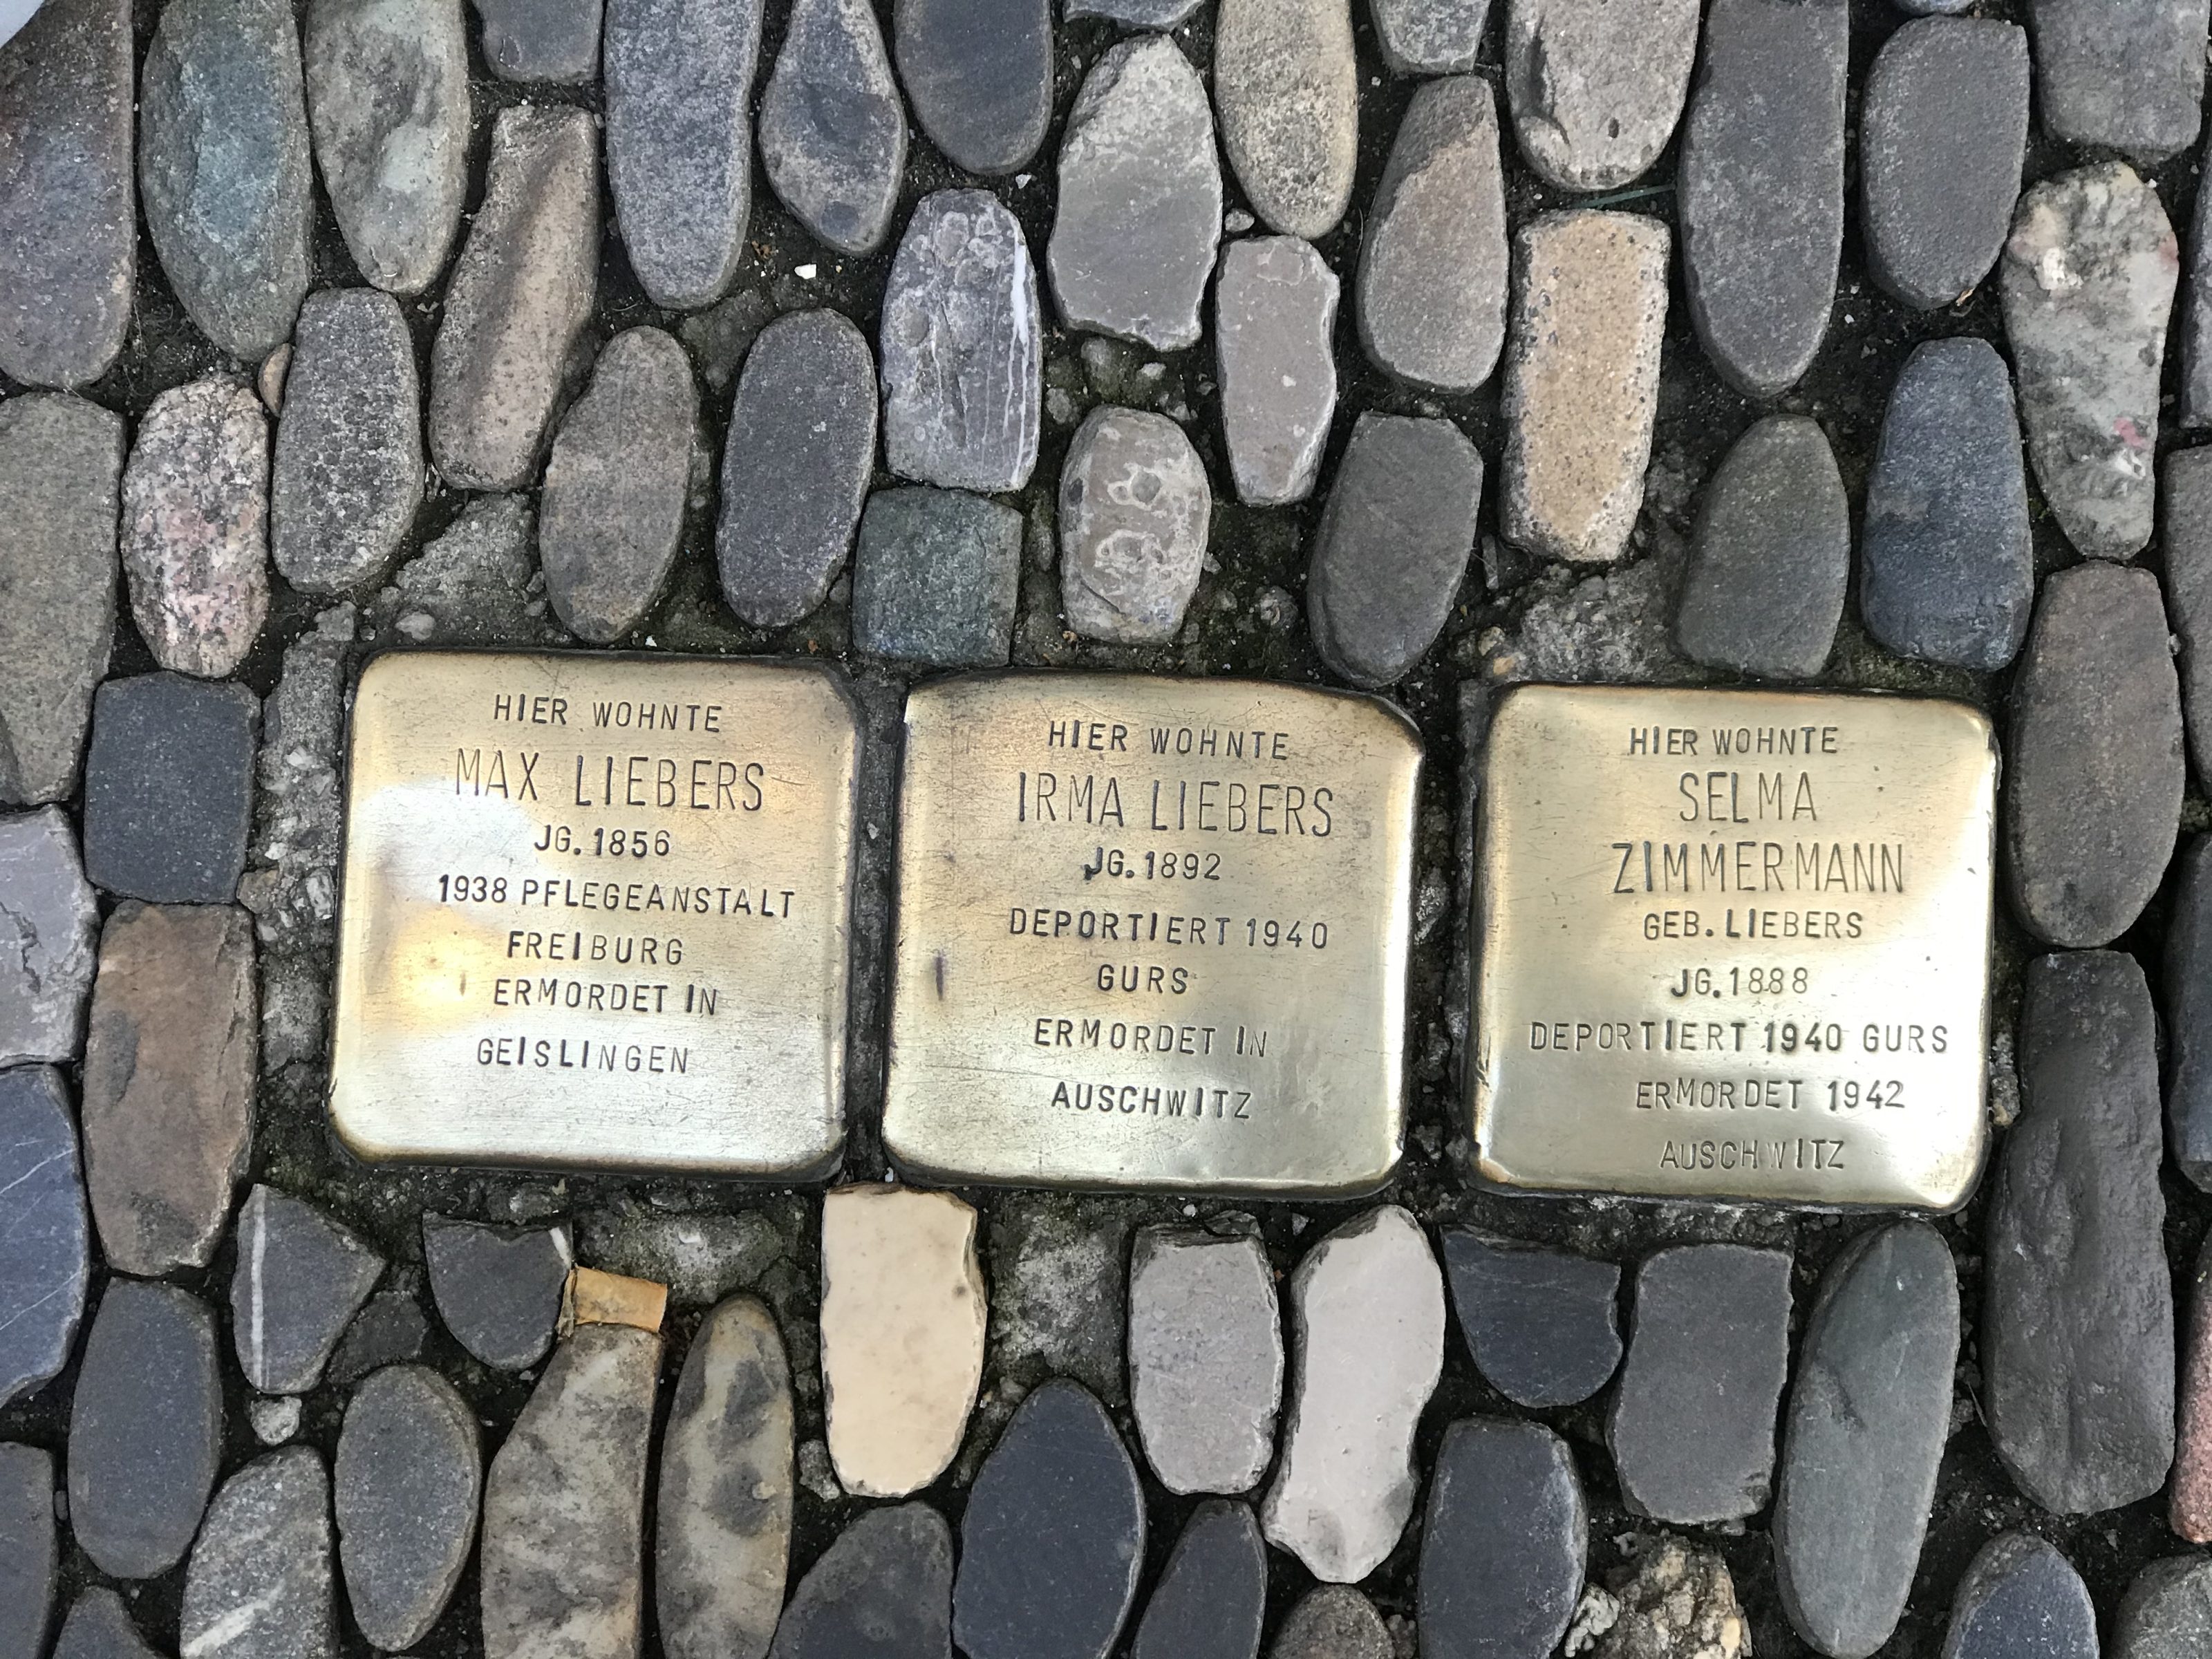 HIER WOHNTE
MAX LIEBERS
JG. 1856
1938 PFLEGEANSTALT
FREIBURG
ERMORDET IN
GEISLINGEN
HIER WOHNTE
IRMA LIEBERS
JG. 1892
DEPORTIERT 1940
GURS
ERMORDET IN
AUSCHWITZ
HIER WOHNTE
SELMA
ZIMMERMANN
GEB. LIEBERS
JG. 1888
DEPORTIERT 1940 GURS
ERMORDET 1942
AUSCHWITZ